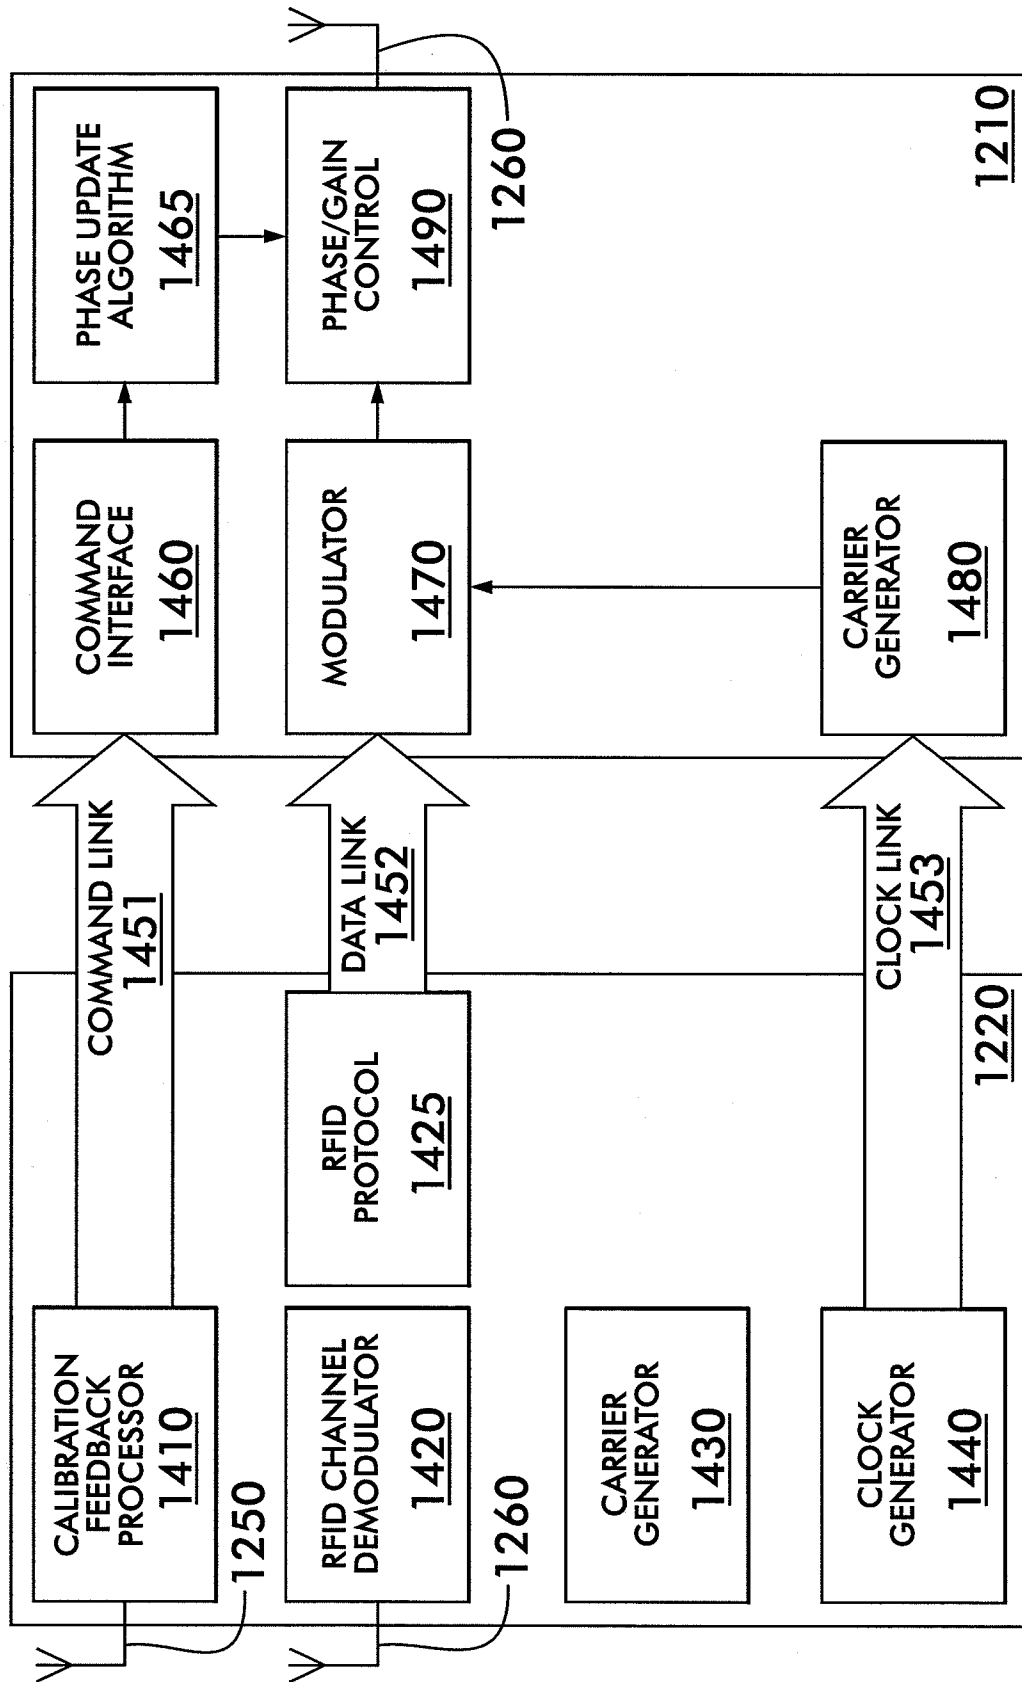 CALIBRATION
FEEDBACK
PROCESSOR
1410
1250
COMMAND LINK
1451
COMMAND
INTERFACE
1460
PHASE UPDATE
ALGORITHM
1465
RFID CHANNEL
DEMODULATOR
1420
1260
RFID
PROTOCOL
1425
DATA LINK
1452
MODULATOR
1470
PHASE/GAIN
CONTROL
1490
1260
CARRIER
GENERATOR
1430
CLOCK
GENERATOR
1440
CLOCK LINK
1453
CARRIER
GENERATOR
1480
1220
1210